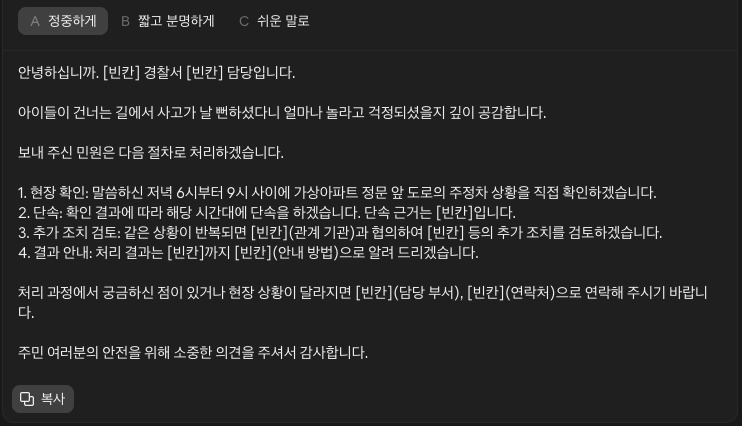 A 정중하게 B 짧고 분명하게 C 쉬운 말로
안녕하십니까. [빈칸] 경찰서 [빈칸] 담당입니다.
아이들이 건너는 길에서 사고가 날 뻔하셨다니 얼마나 놀라고 걱정되셨을지 깊이 공감합니다.
보내 주신 민원은 다음 절차로 처리하겠습니다.
1. 현장 확인: 말씀하신 저녁 6시부터 9시 사이에 가상아파트 정문 앞 도로의 주정차 상황을 직접 확인하겠습니다.
2. 단속: 확인 결과에 따라 해당 시간대에 단속을 하겠습니다. 단속 근거는 [빈칸]입니다.
3. 추가 조치 검토: 같은 상황이 반복되면 [빈칸](관계 기관)과 협의하여 [빈칸] 등의 추가 조치를 검토하겠습니다.
4. 결과 안내: 처리 결과는 [빈칸]까지 [빈칸](안내 방법)으로 알려 드리겠습니다.
처리 과정에서 궁금하신 점이 있거나 현장 상황이 달라지면 [빈칸](담당 부서), [빈칸](연락처)으로 연락해 주시기 바랍니
다.
주민 여러분의 안전을 위해 소중한 의견을 주셔서 감사합니다.
복사